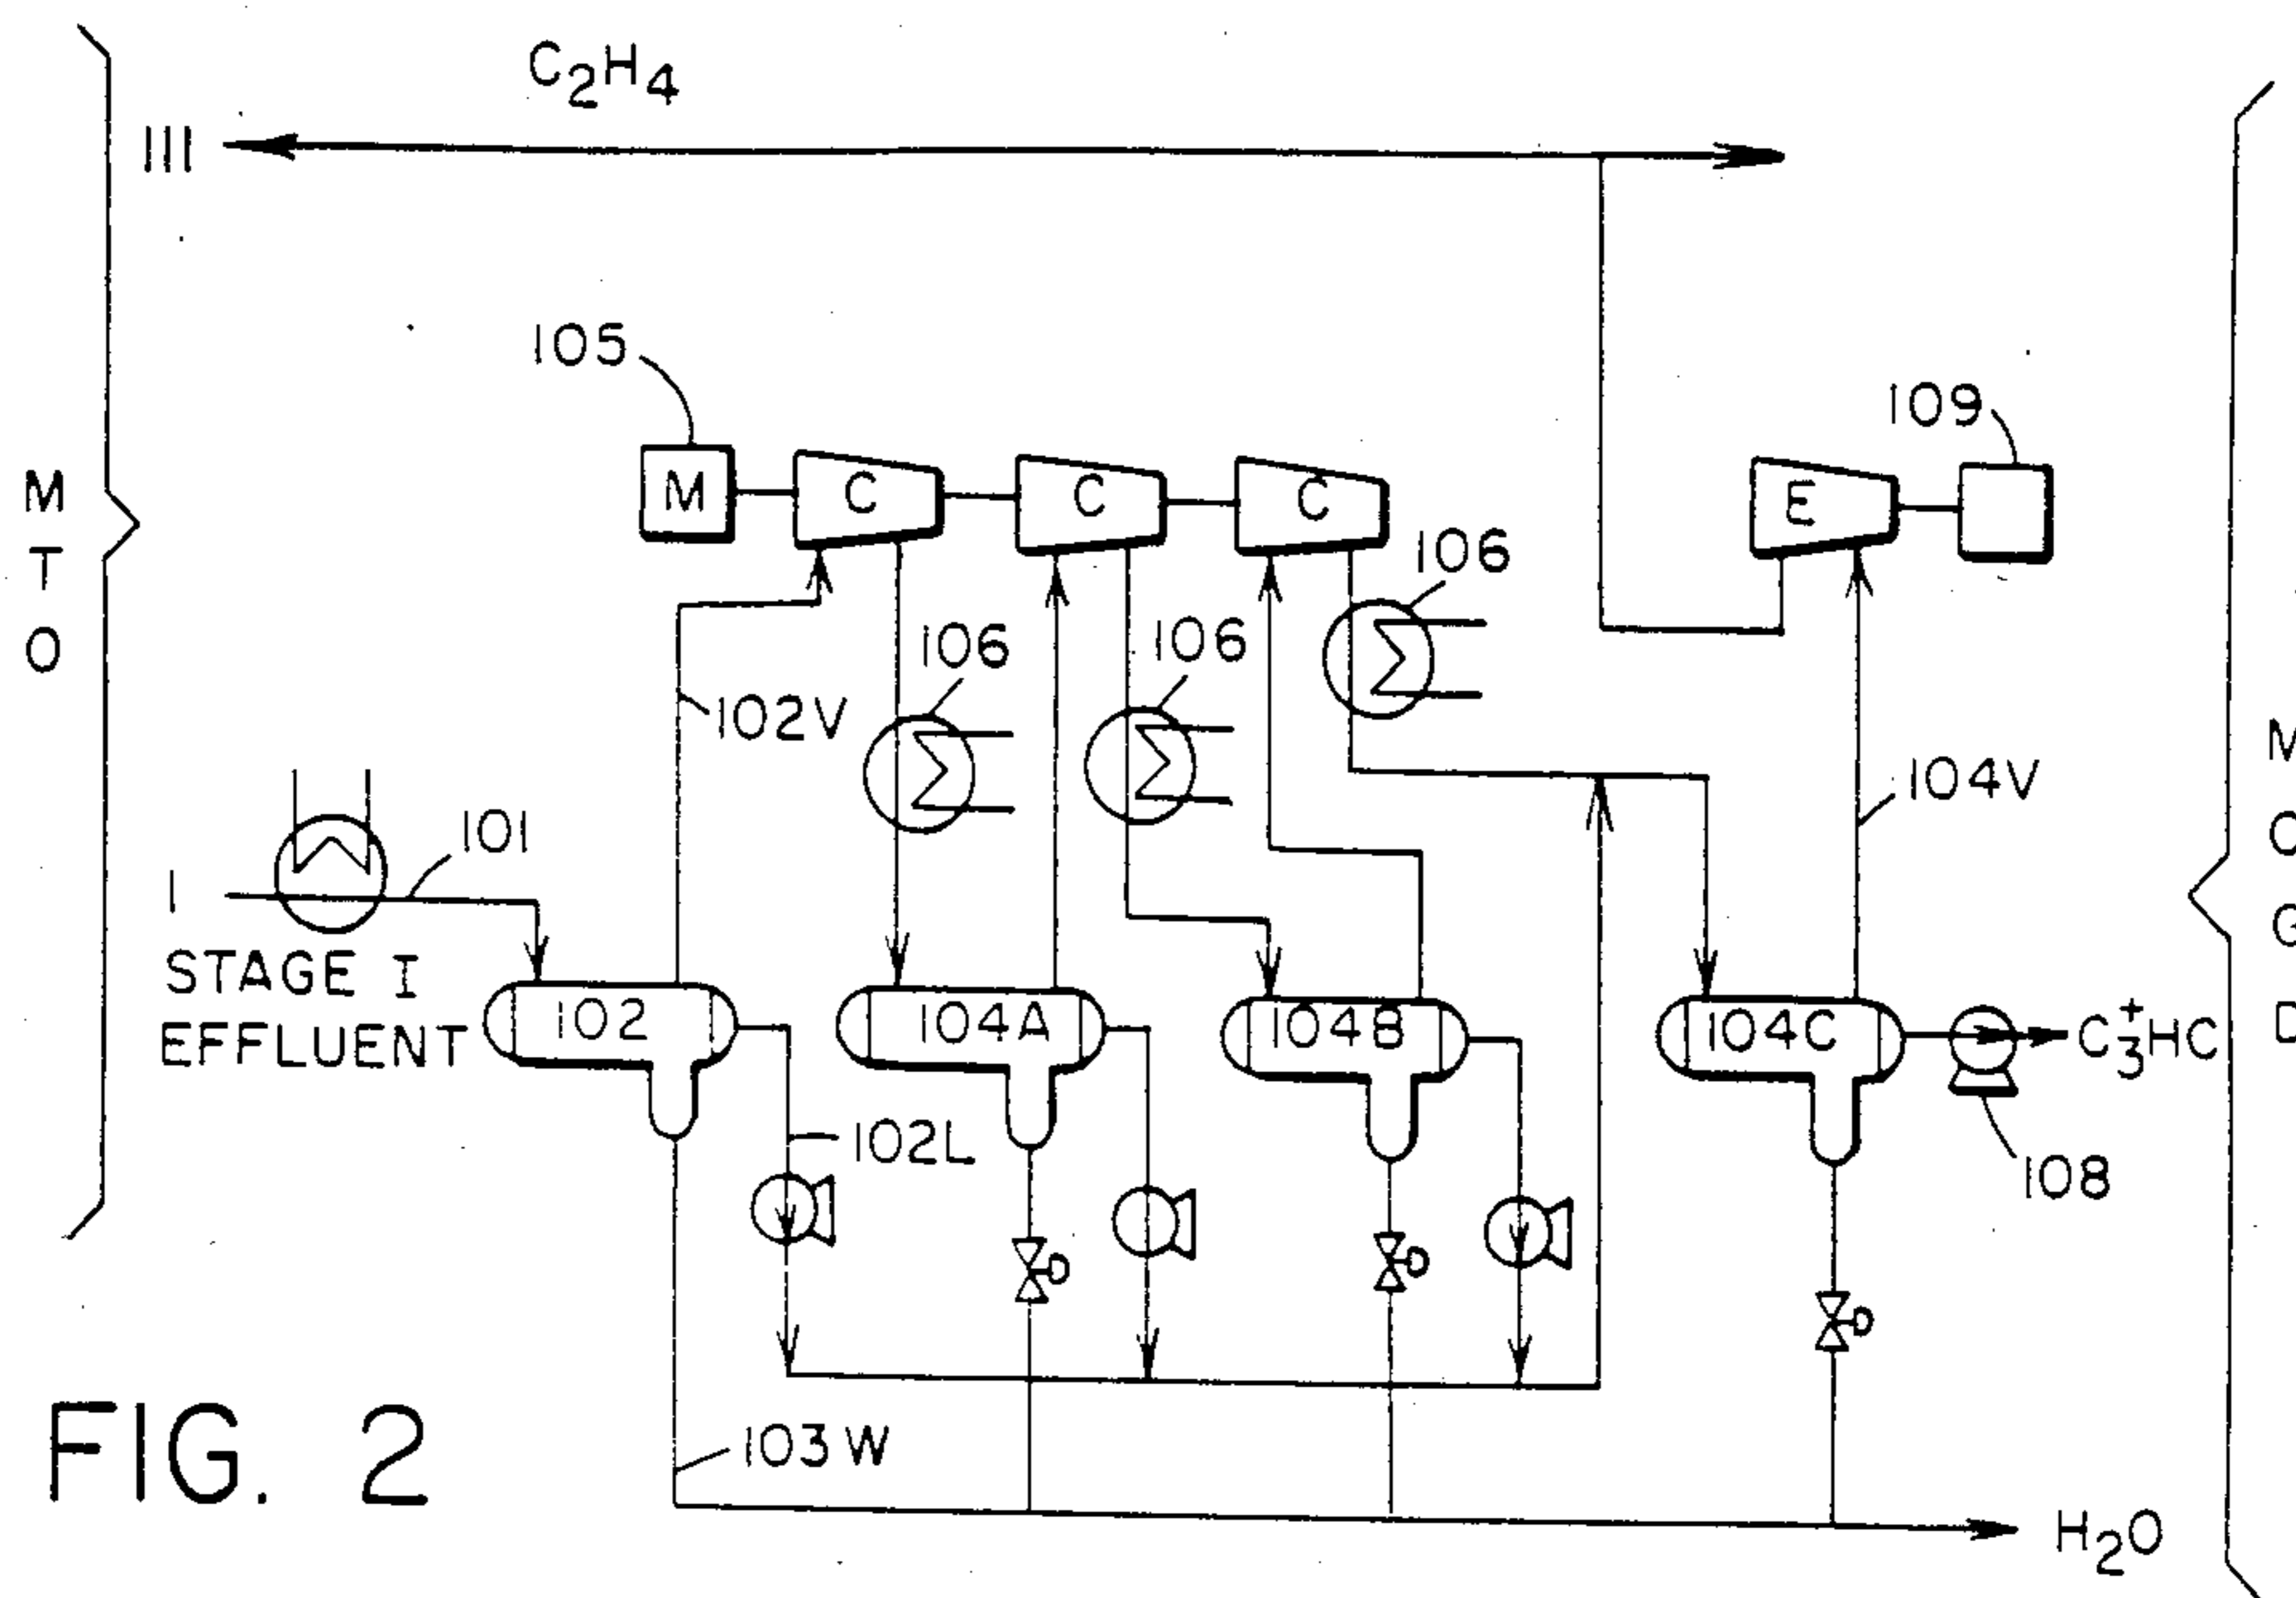 C2H4
III
105
109
M
C
C
C
E
106
M
T
O
106
106
102V
104V
101
I
STAGE I
EFFLUENT
102
104A
104B
104C
C3+HC
102L
108
103W
H2O
M
O
G
D
FIG. 2